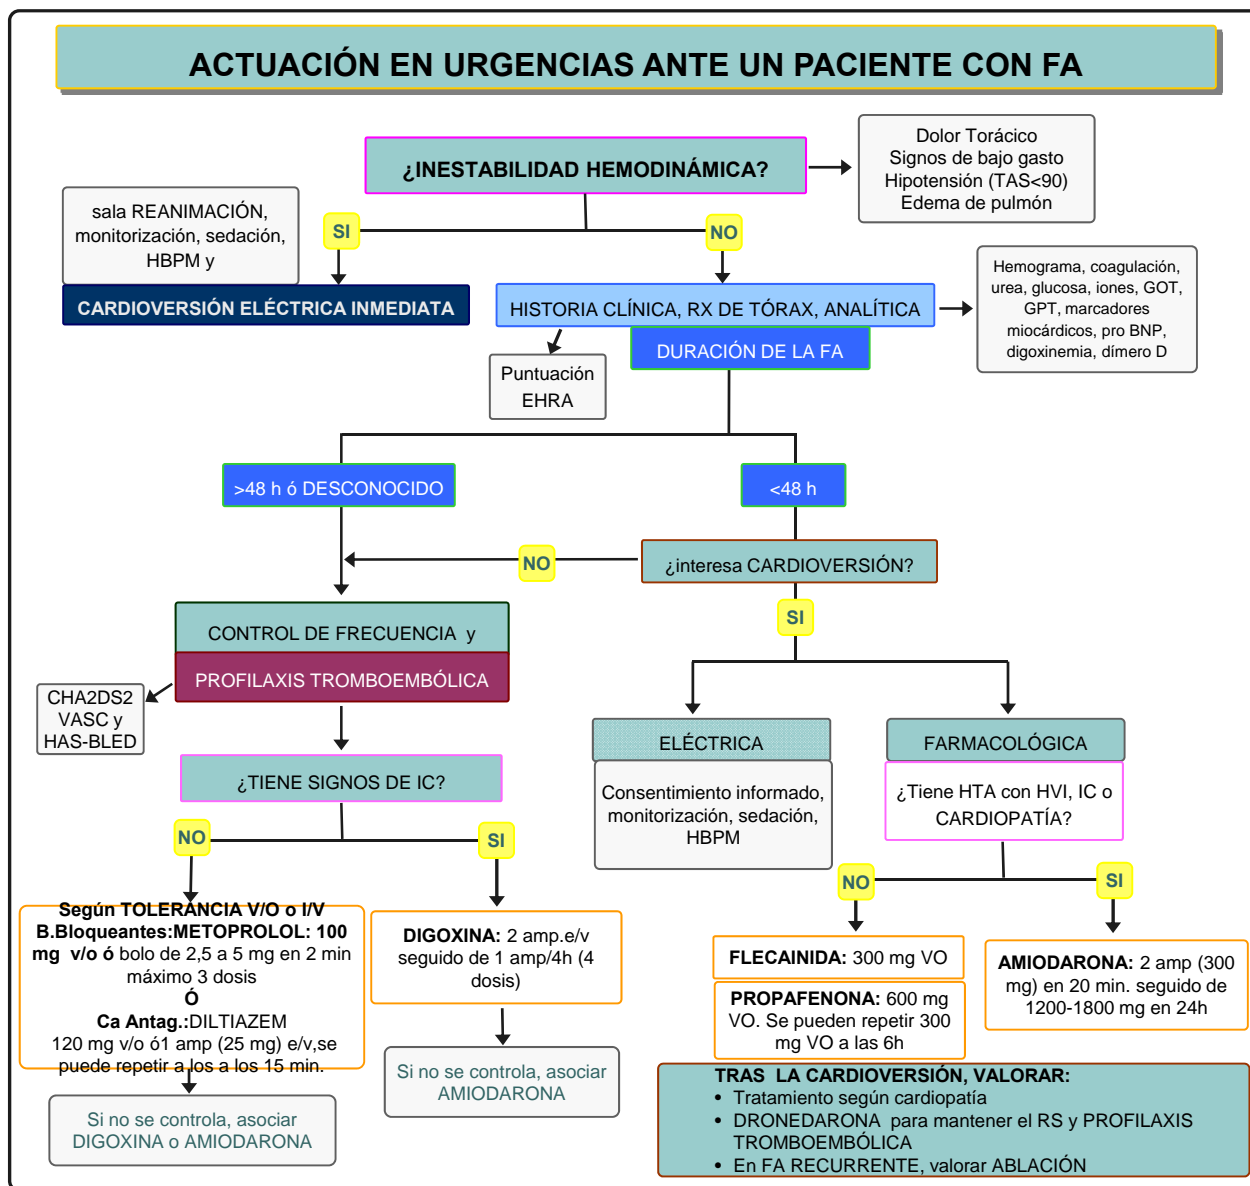 ACTUACIÓN EN URGENCIAS ANTE UN PACIENTE CON FA
¿INESTABILIDAD HEMODINÁMICA?
Dolor Torácico
Signos de bajo gasto
Hipotensión (TAS<90)
Edema de pulmón
sala REANIMACIÓN,
monitorización, sedación,
HBPM y
SI
NO
CARDIOVERSIÓN ELÉCTRICA INMEDIATA
HISTORIA CLÍNICA, RX DE TÓRAX, ANALÍTICA
Hemograma, coagulación,
urea, glucosa, iones, GOT,
GPT, marcadores
miocárdicos, pro BNP,
digoxinemia, dímero D
DURACIÓN DE LA FA
Puntuación
EHRA
>48 h ó DESCONOCIDO
<48 h
NO
¿interesa CARDIOVERSIÓN?
SI
CONTROL DE FRECUENCIA y
PROFILAXIS TROMBOEMBÓLICA
CHA2DS2
VASC y
HAS-BLED
ELÉCTRICA
Consentimiento informado,
monitorización, sedación,
HBPM
FARMACOLÓGICA
¿Tiene HTA con HVI, IC o
CARDIOPATÍA?
¿TIENE SIGNOS DE IC?
NO
SI
NO
SI
Según TOLERANCIA V/O o I/V
B.Bloqueantes:METOPROLOL: 100
mg v/o ó bolo de 2,5 a 5 mg en 2 min
máximo 3 dosis
Ó
Ca Antag.:DILTIAZEM
120 mg v/o ó1 amp (25 mg) e/v,se
puede repetir a los a los 15 min.
DIGOXINA: 2 amp.e/v
seguido de 1 amp/4h (4
dosis)
FLECAINIDA: 300 mg VO
PROPAFENONA: 600 mg
VO. Se pueden repetir 300
mg VO a las 6h
AMIODARONA: 2 amp (300
mg) en 20 min. seguido de
1200-1800 mg en 24h
Si no se controla, asociar
DIGOXINA o AMIODARONA
Si no se controla, asociar
AMIODARONA
TRAS LA CARDIOVERSIÓN, VALORAR:
• Tratamiento según cardiopatía
• DRONEDARONA para mantener el RS y PROFILAXIS
TROMBOEMBÓLICA
• En FA RECURRENTE, valorar ABLACIÓN